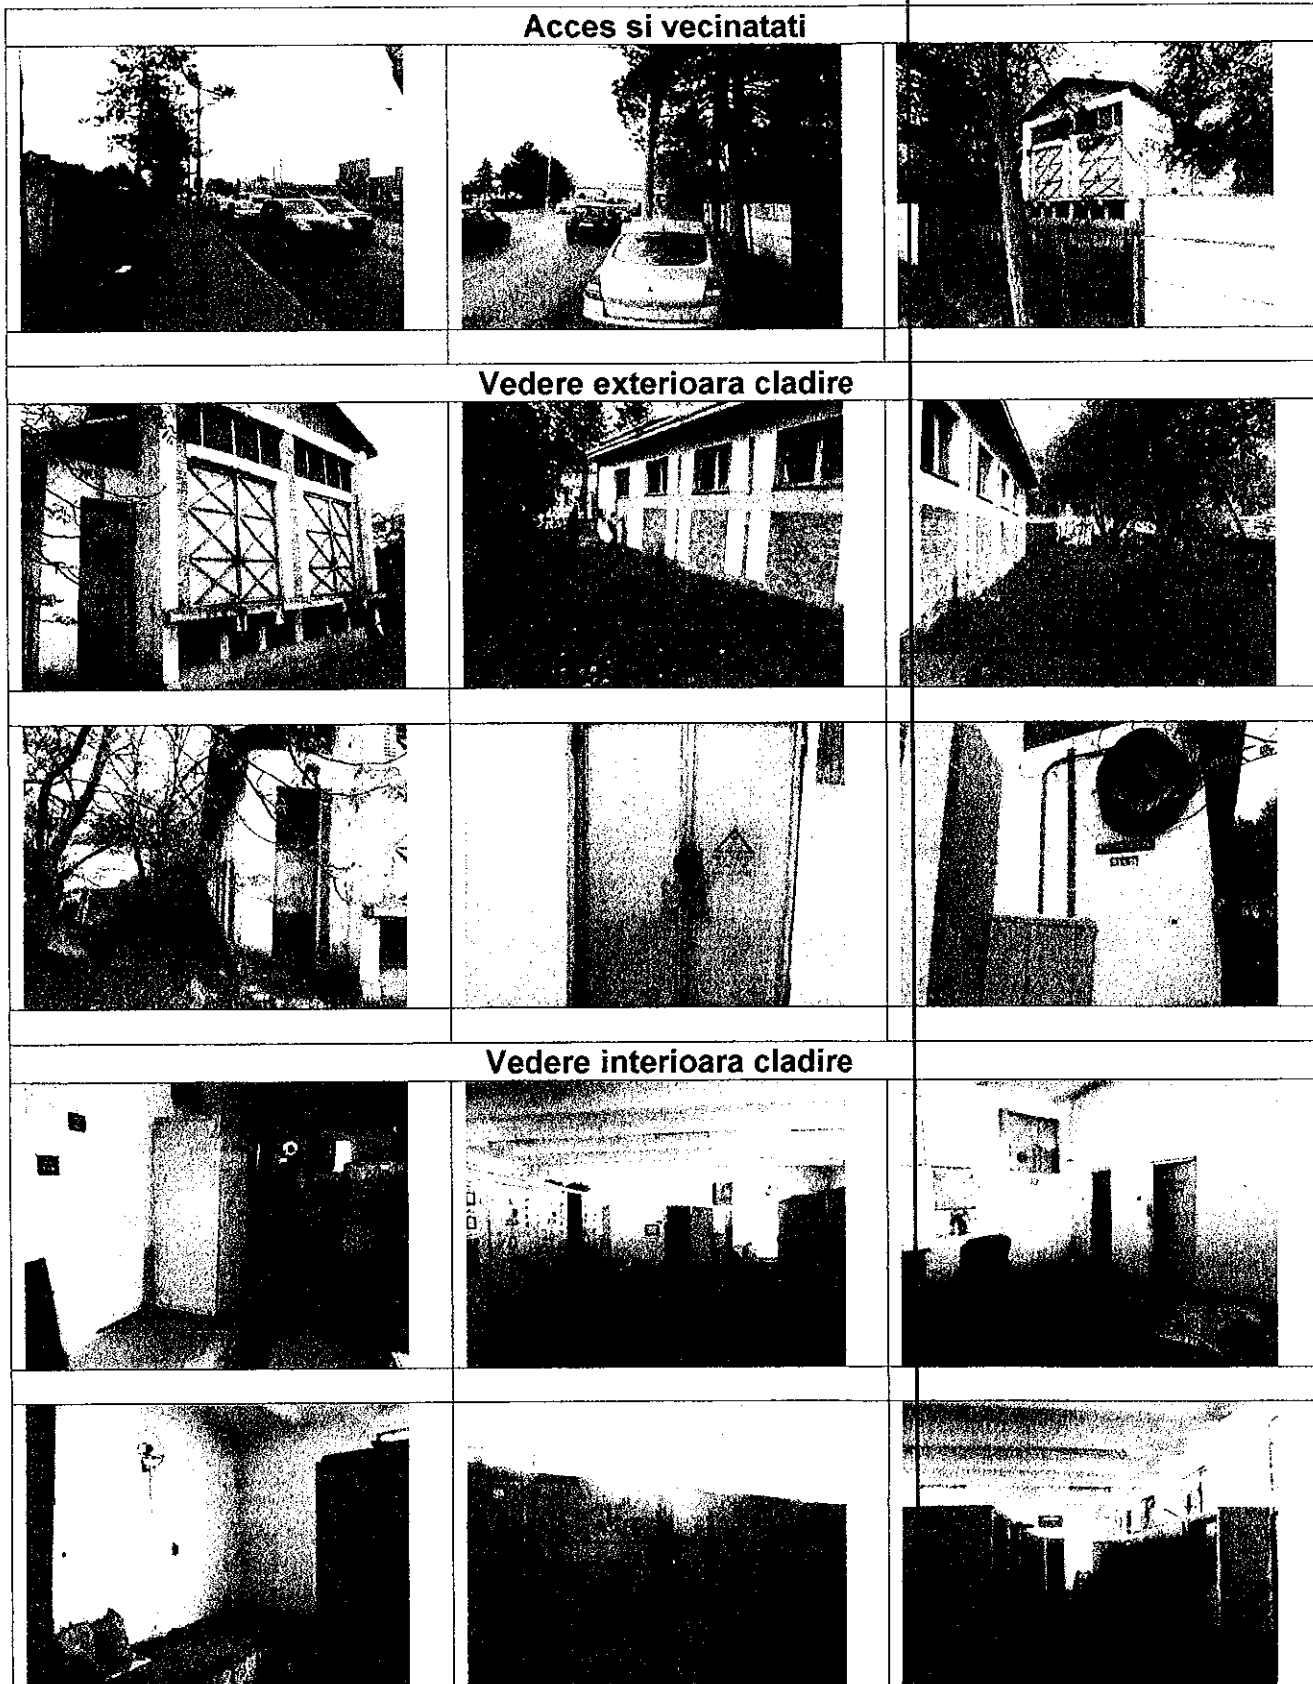 Acces si vecinatati
Vedere exterioara cladire
Vedere interioara cladire